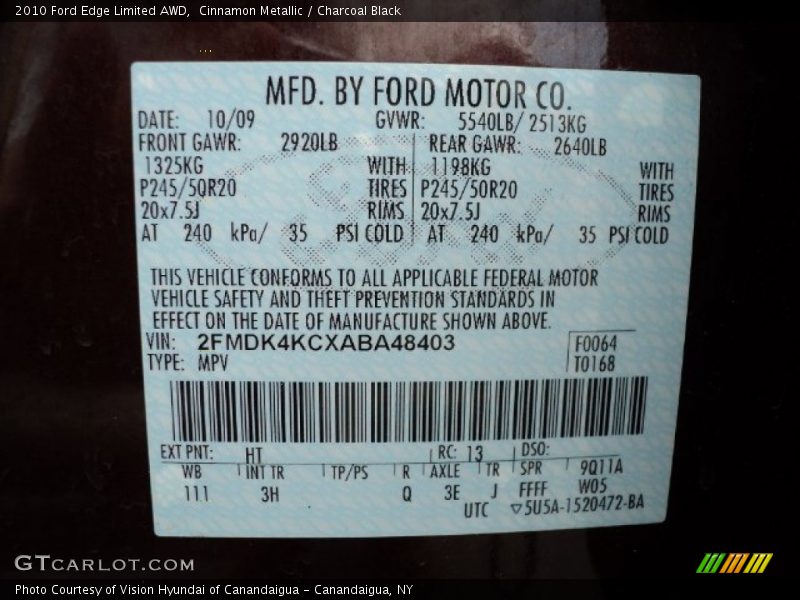 2010 Ford Edge Limited AWD,  Cinnamon Metallic / Charcoal Black
MFD. BY FORD MOTOR CO.
DATE: 10/09 GVWR: 5540LB/ 2513KG
FRONT GAWR: 2920LB REAR GAWR: 2640LB
1325KG WITH 1198KG WITH
P245/50R20 TIRES P245/50R20 TIRES
20x7.5J RIMS 20x7.5J RIMS
AT 240 kPa/ 35 PSI COLD AT 240 kPa/ 35 PSI COLD
THIS VEHICLE CONFORMS TO ALL APPLICABLE FEDERAL MOTOR
VEHICLE SAFETY AND THEFT PREVENTION STANDARDS IN
EFFECT ON THE DATE OF MANUFACTURE SHOWN ABOVE.
VIN: 2FMDK4KCXABA48403 F0064
TYPE: MPV T0168
EXT PNT: HT RC: 13 DSO:
WB INT TR TP/PS R AXLE TR SPR 9Q11A
111 3H Q 3E J FFFF W05
UTC ▽5U5A-1520472-BA
GTCARLOT.COM
Photo Courtesy of Vision Hyundai of Canandaigua - Canandaigua, NY